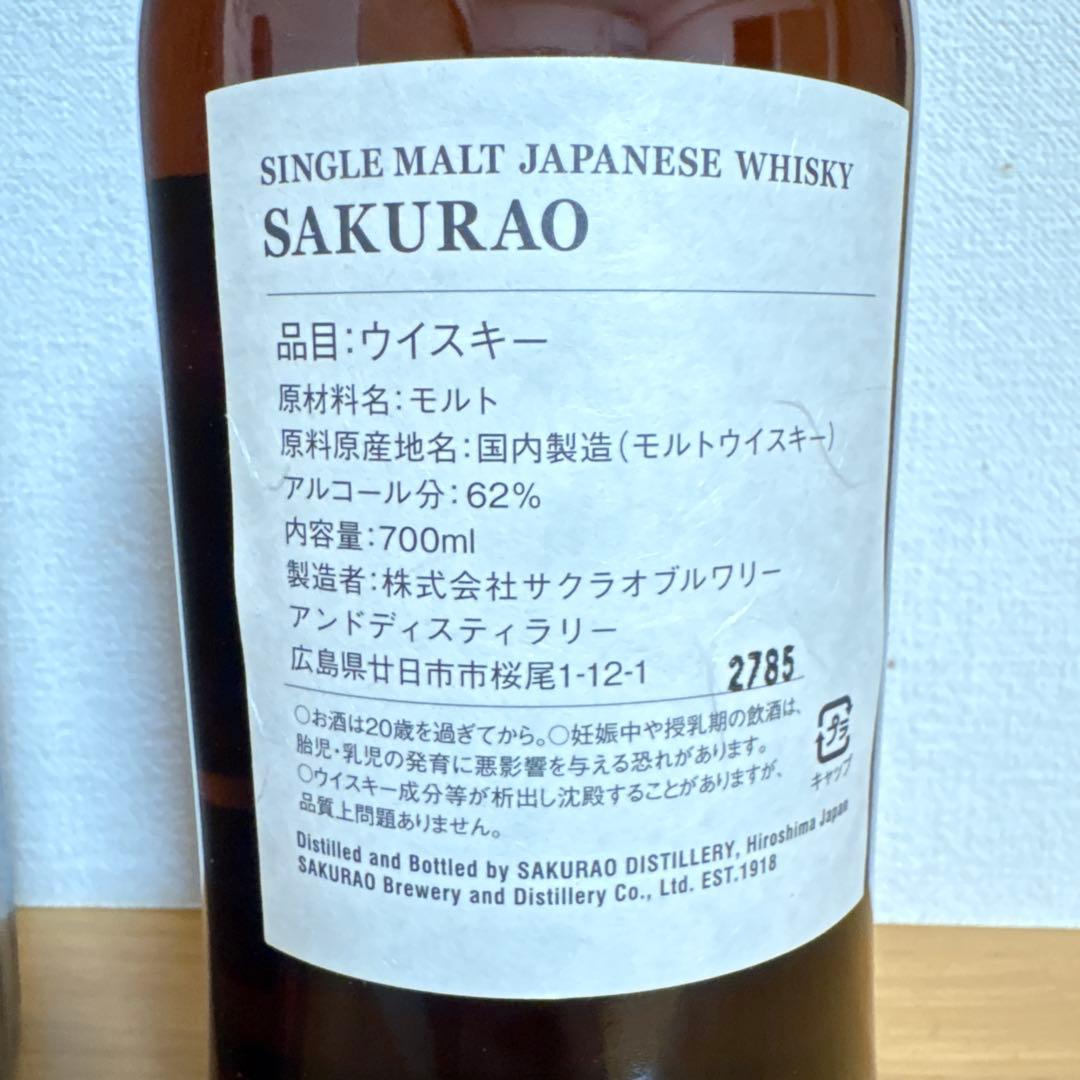 SINGLE MALT JAPANESE WHISKY
SAKURAO
品目:ウイスキー
原材料名:モルト
原料原産地名:国内製造(モルトウイスキー)
アルコール分:62%
内容量:700ml
製造者:株式会社サクラオブルワリー
アンドディスティラリー
広島県廿日市市桜尾1-12-1
2785
○お酒は20歳を過ぎてから。○妊娠中や授乳期の飲酒は、
胎児・乳児の発育に悪影響を与える恐れがあります。
○ウイスキー成分等が析出し沈殿することがありますが、
品質上問題ありません。
プラ
キャップ
Distilled and Bottled by SAKURAO DISTILLERY, Hiroshima Japan
SAKURAO Brewery and Distillery Co., Ltd. EST.1918